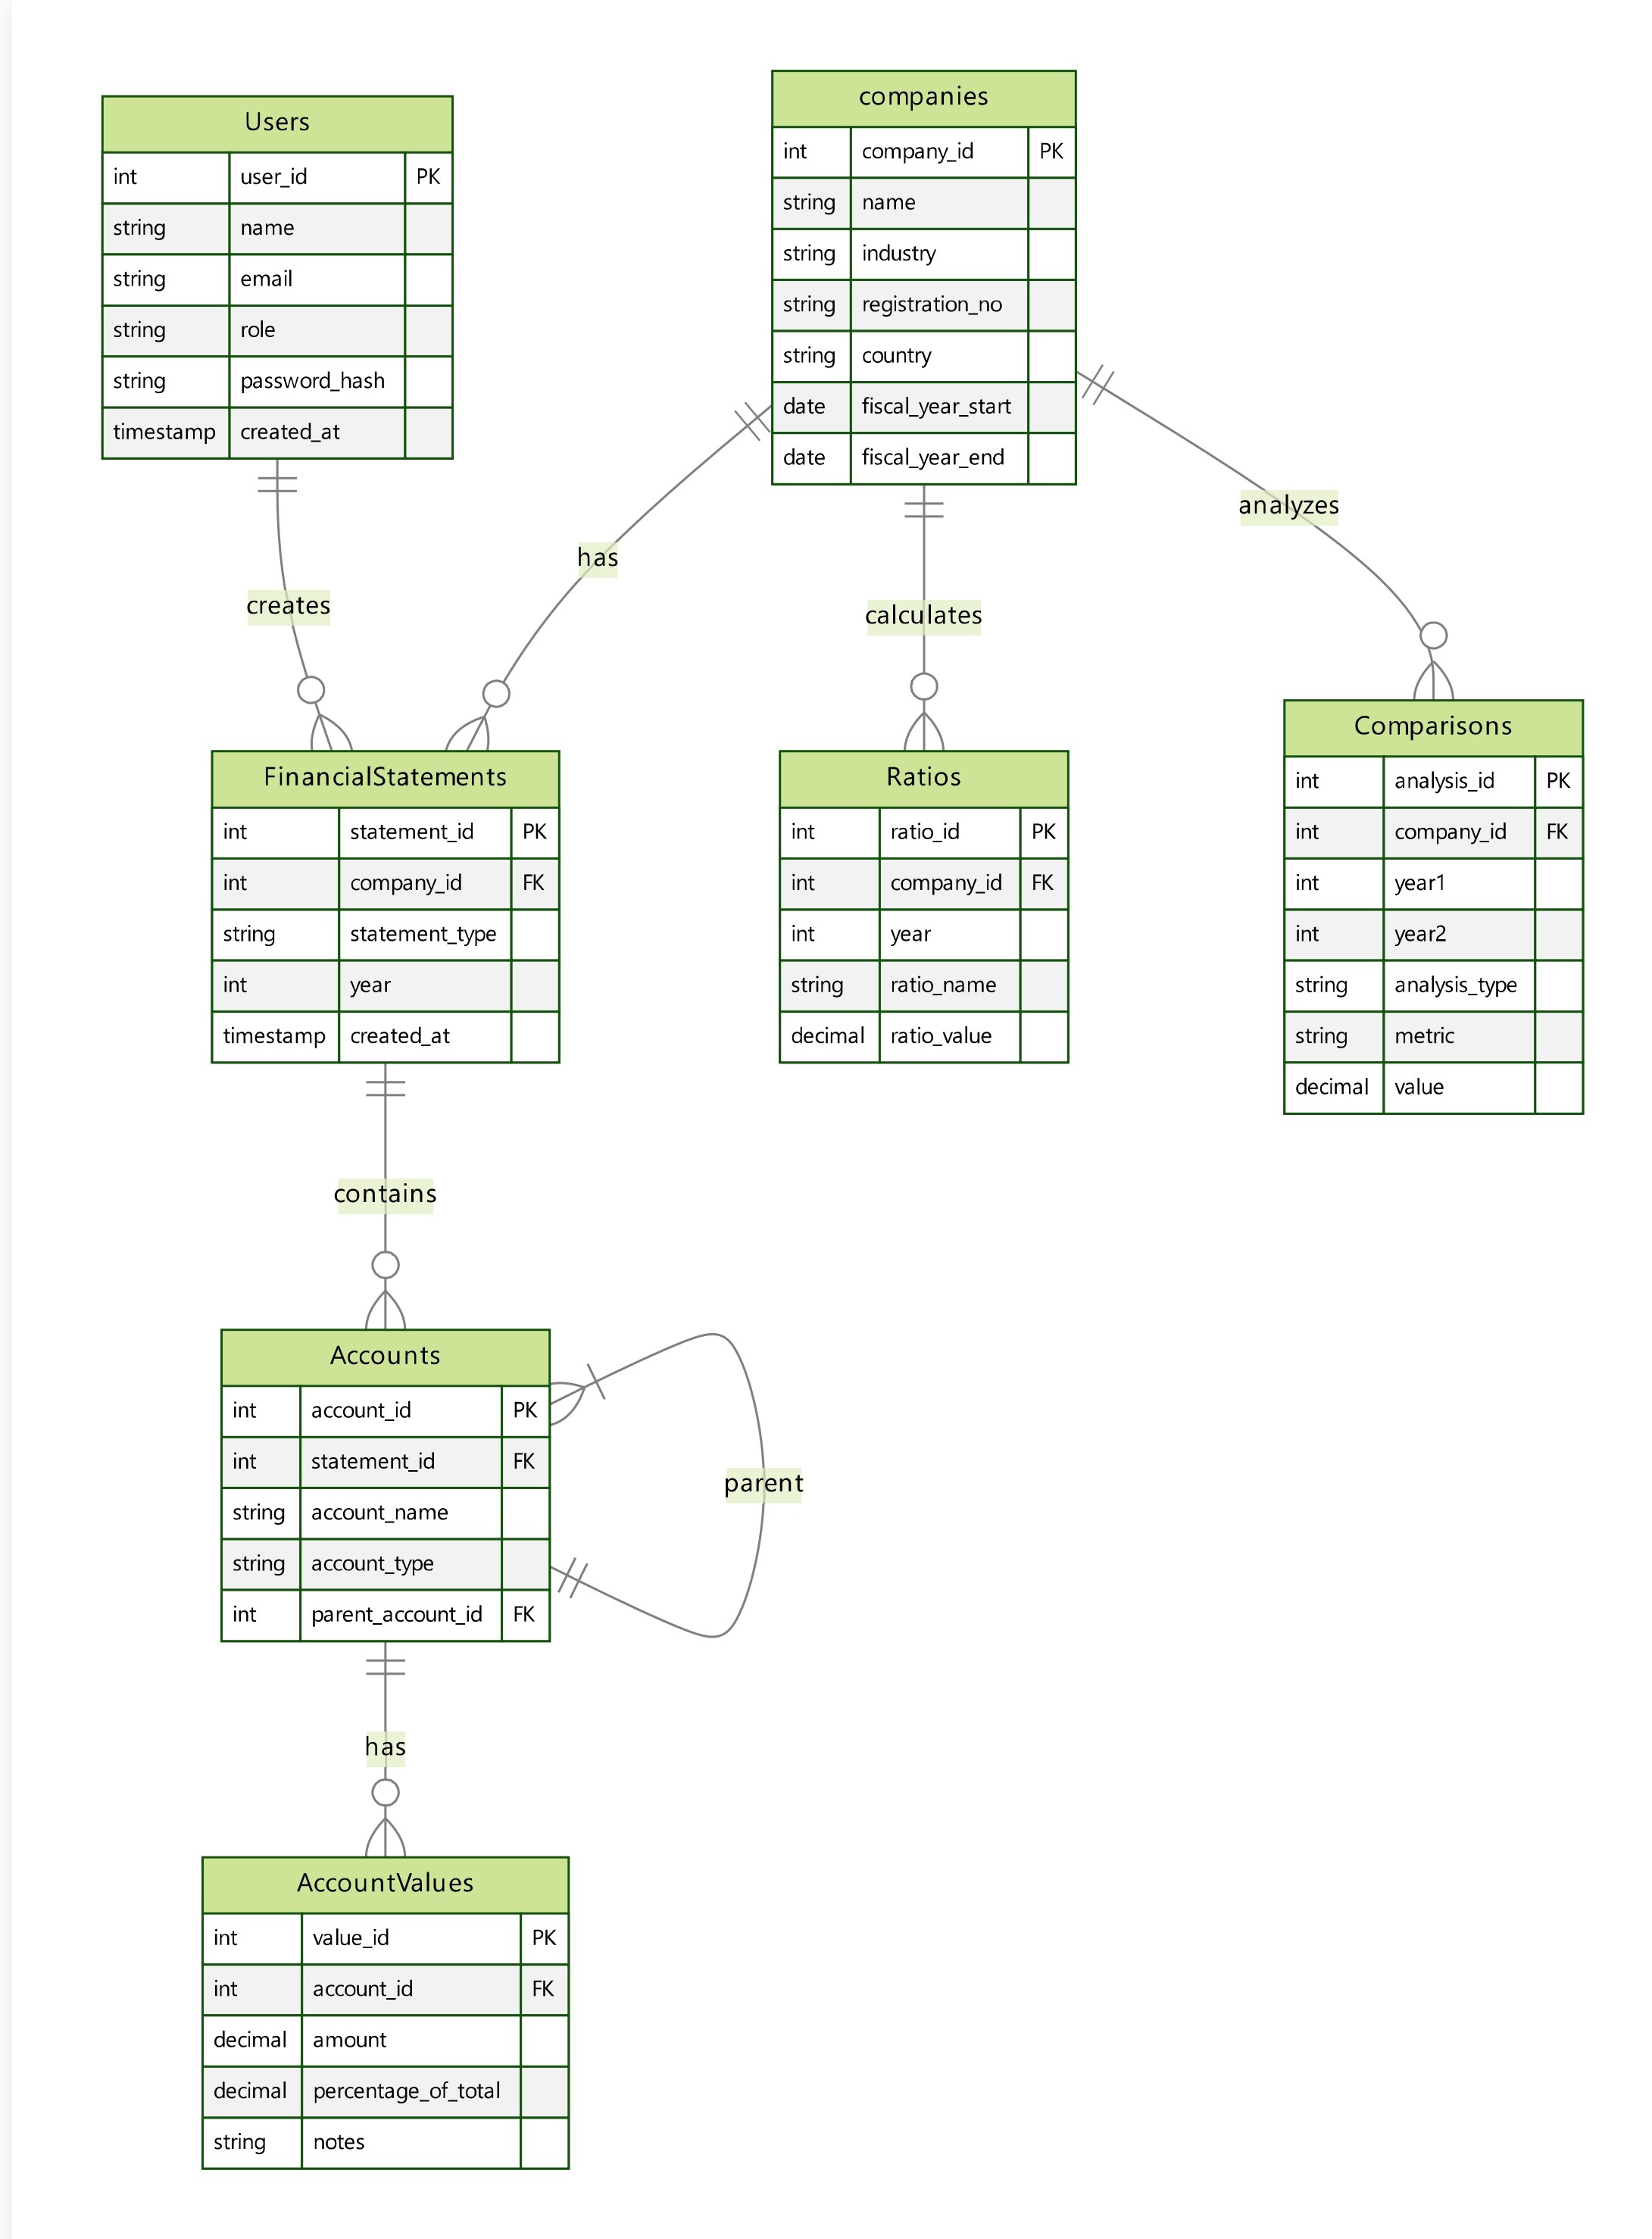 Users
int user_id PK
string name
string email
string role
string password_hash
timestamp created_at
companies
int company_id PK
string name
string industry
string registration_no
string country
date fiscal_year_start
date fiscal_year_end
creates
has
calculates
analyzes
FinancialStatements
int statement_id PK
int company_id FK
string statement_type
int year
timestamp created_at
Ratios
int ratio_id PK
int company_id FK
int year
string ratio_name
decimal ratio_value
Comparisons
int analysis_id PK
int company_id FK
int year1
int year2
string analysis_type
string metric
decimal value
contains
Accounts
int account_id PK
int statement_id FK
string account_name
string account_type
int parent_account_id FK
parent
has
AccountValues
int value_id PK
int account_id FK
decimal amount
decimal percentage_of_total
string notes